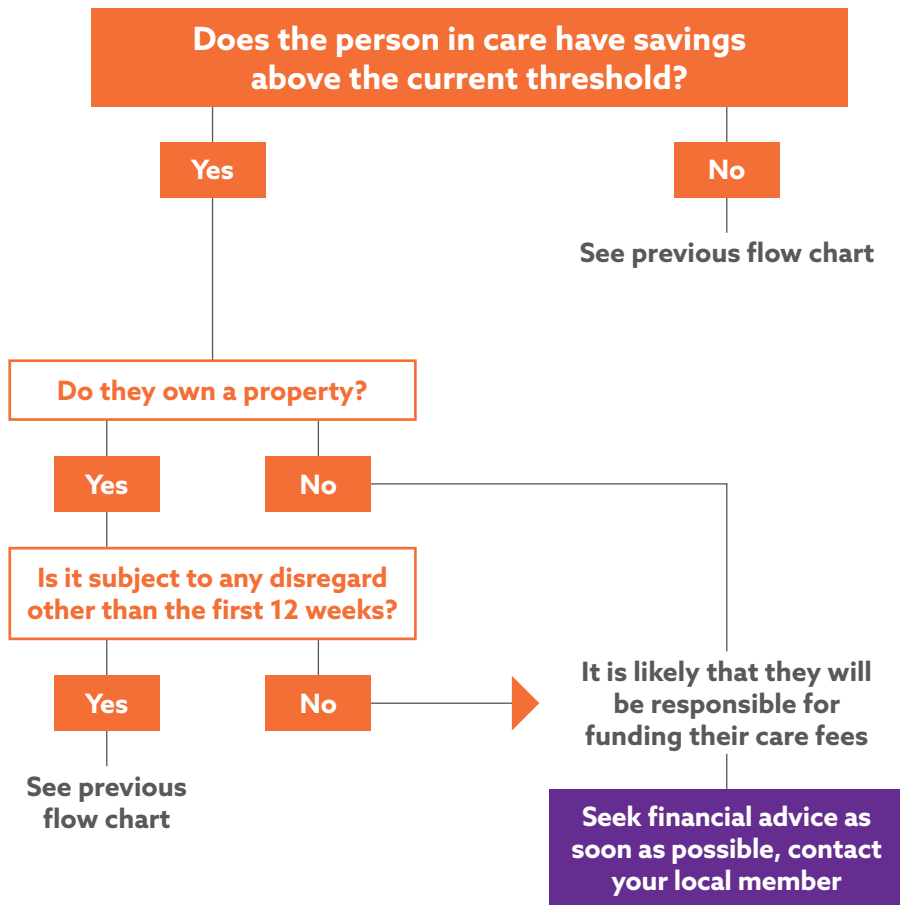 Does the person in care have savings
above the current threshold?
Yes
No
See previous flow chart
Do they own a property?
Yes
No
Is it subject to any disregard
other than the first 12 weeks?
Yes
No
See previous
flow chart
It is likely that they will
be responsible for
funding their care fees
Seek financial advice as
soon as possible, contact
your local member